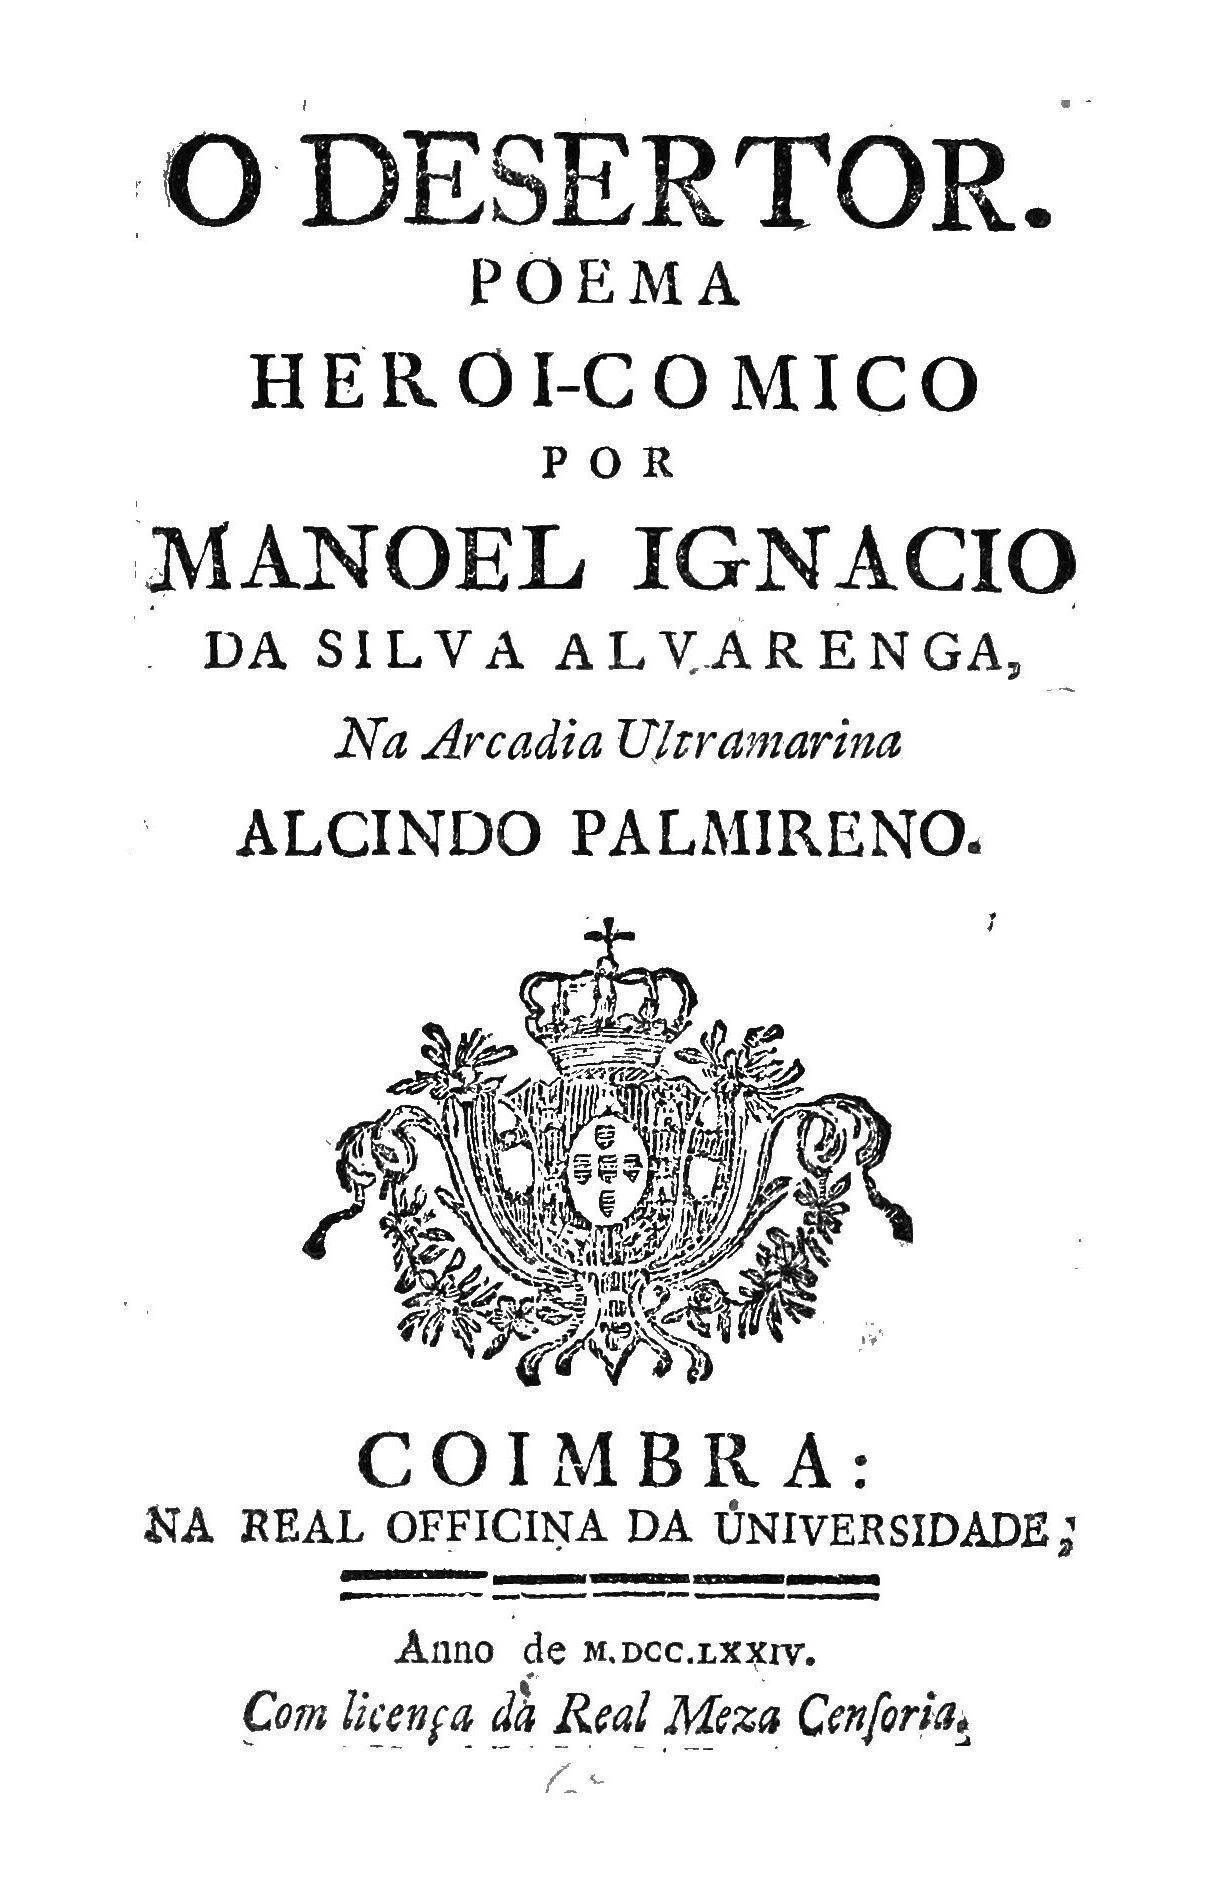 O DESERTOR.
POEMA
HEROI-COMICO
POR
MANOEL IGNACIO
DA SILVA ALVARENGA,
Na Arcadia Ultramarina
ALCINDO PALMIRENO.
COIMBRA:
NA REAL OFFICINA DA UNIVERSIDADE,
Anno de M.DCC.LXXIV.
Com licença da Real Meza Cenſoria.